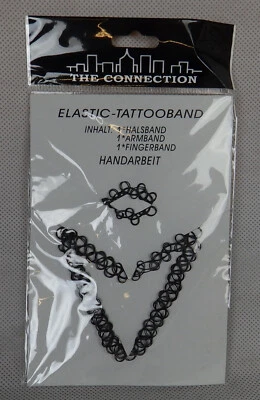 THE CONNECTION
ELASTIC-TATTOOBAND
INHALT: 1*HALSBAND
1*ARMBAND
1*FINGERBAND
HANDARBEIT